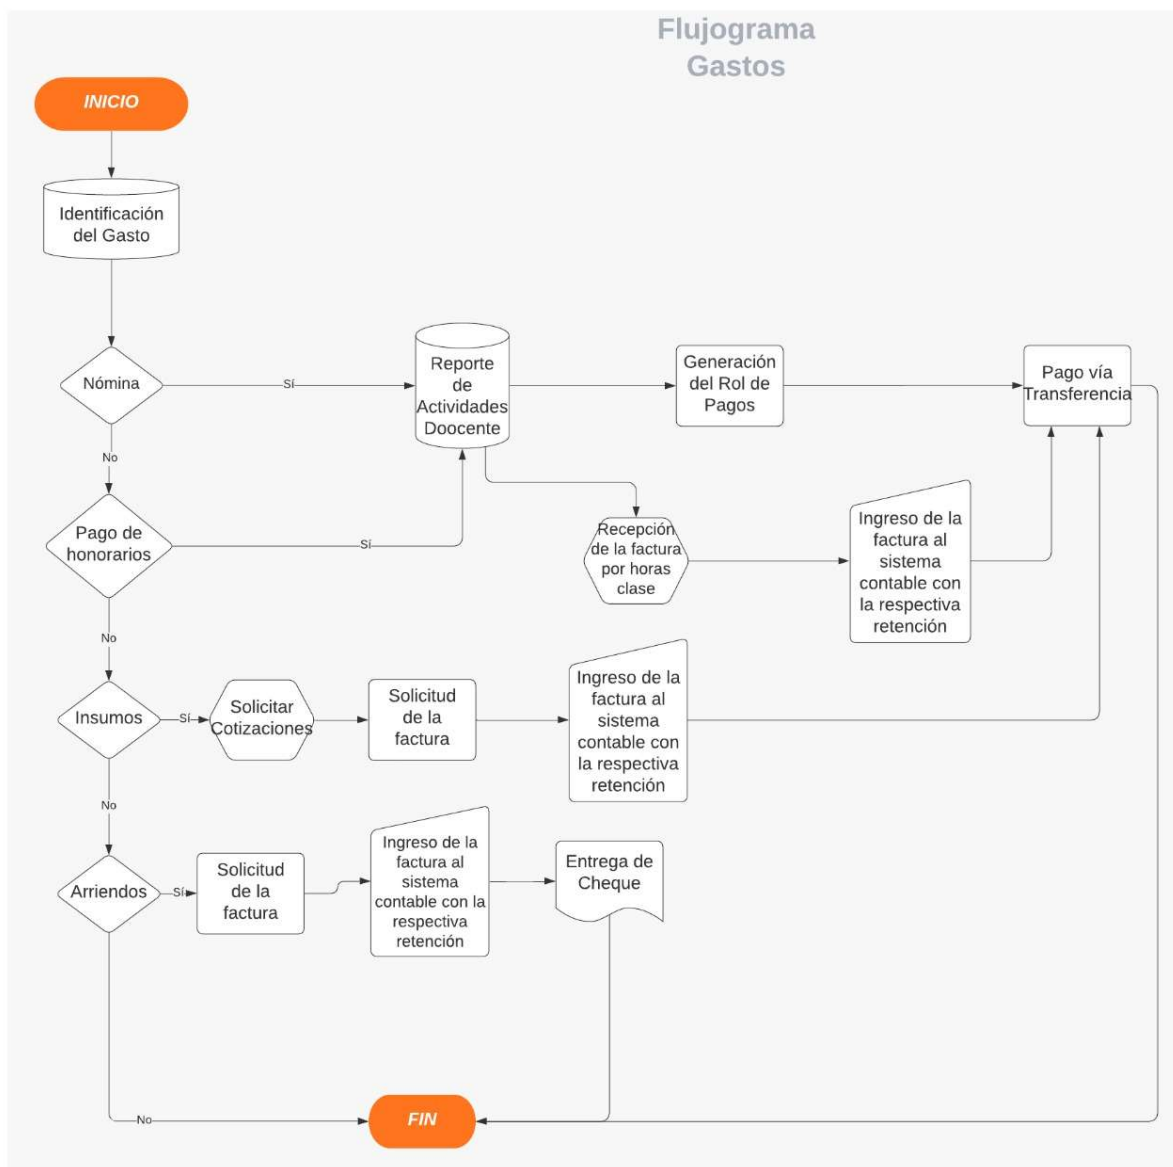 Flujograma
Gastos
INICIO
Identificación
del Gasto
Nómina
Sí
Reporte
de
Actividades
Doocente
Generación
del Rol de
Pagos
Pago vía
Transferencia
No
Pago de
honorarios
Sí
Recepción
de la factura
por horas
clase
Ingreso de la
factura al
sistema
contable con
la respectiva
retención
No
Insumos
Sí
Solicitar
Cotizaciones
Solicitud
de la
factura
Ingreso de la
factura al
sistema
contable con
la respectiva
retención
No
Arriendos
Sí
Solicitud
de la
factura
Ingreso de la
factura al
sistema
contable con la
respectiva
retención
Entrega de
Cheque
No
FIN